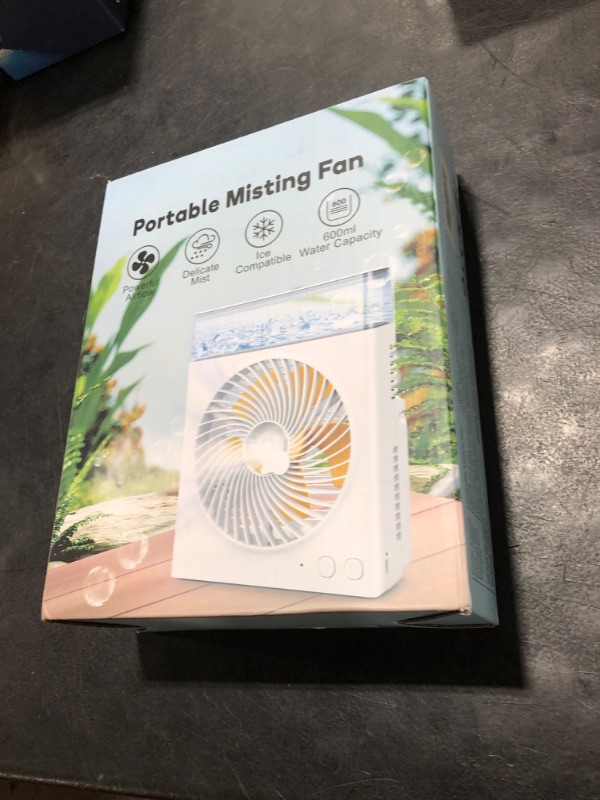 Portable Misting Fan
Powerful
Airflow
Delicate
Mist
Ice
Compatible
600
600ml
Water Capacity